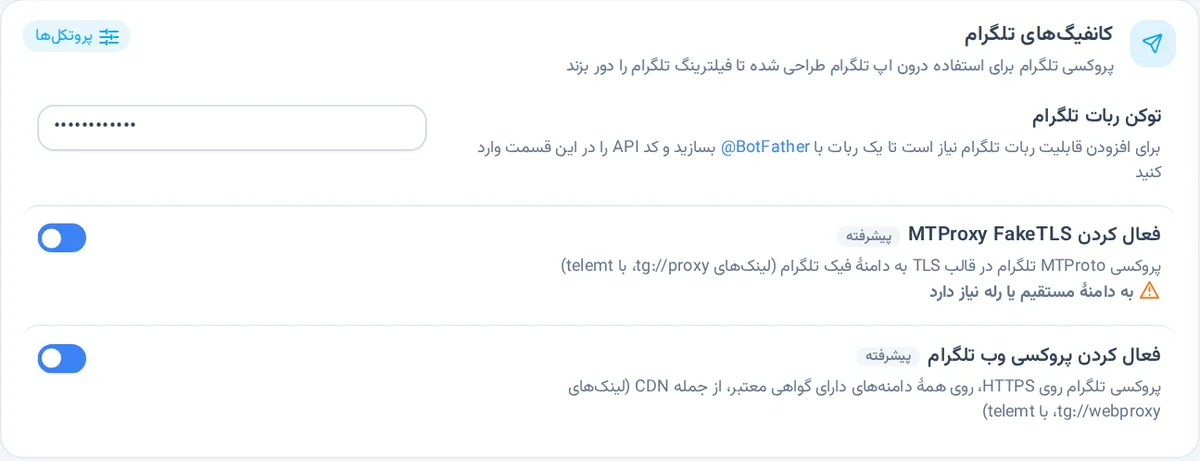 کانفیگ‌های تلگرام
پروتکل‌ها
پروکسی تلگرام برای استفاده درون اپ تلگرام طراحی شده تا فیلترینگ تلگرام را دور بزند
توکن ربات تلگرام
••••••••••••
برای افزودن قابلیت ربات تلگرام نیاز است تا یک ربات با @BotFather بسازید و کد API را در این قسمت وارد
کنید
فعال کردن MTProxy FakeTLS پیشرفته
پروکسی MTProto تلگرام در قالب TLS به دامنهٔ فیک تلگرام (لینک‌های tg://proxy، با telemt)
به دامنهٔ مستقیم یا رله نیاز دارد
فعال کردن پروکسی وب تلگرام پیشرفته
پروکسی تلگرام روی HTTPS، روی همهٔ دامنه‌های دارای گواهی معتبر، از جمله CDN (لینک‌های
tg://webproxy، با telemt)